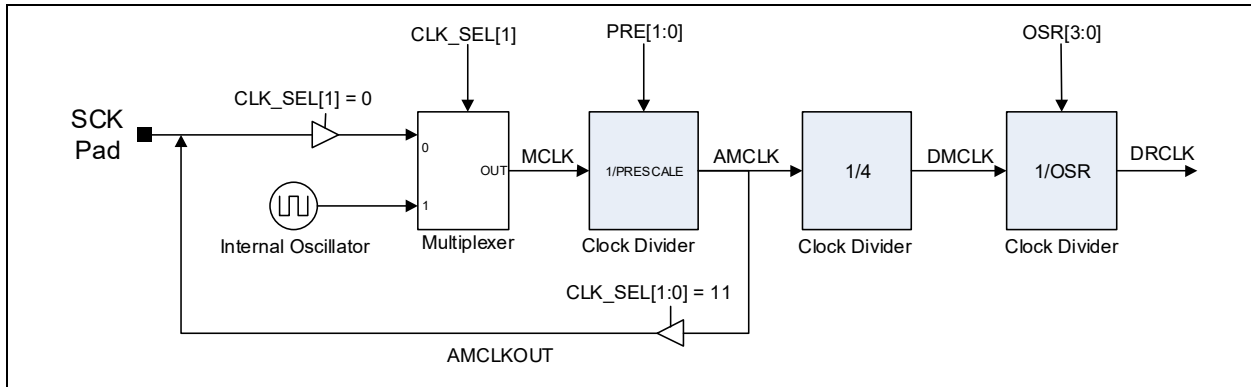 CLK_SEL[1]
PRE[1:0]
OSR[3:0]
CLK_SEL[1] = 0
SCK
Pad
0
MCLK
AMCLK
DMCLK
DRCLK
OUT
1/PRESCALE
1/4
1/OSR
1
Internal Oscillator
Multiplexer
Clock Divider
Clock Divider
Clock Divider
CLK_SEL[1:0] = 11
AMCLKOUT